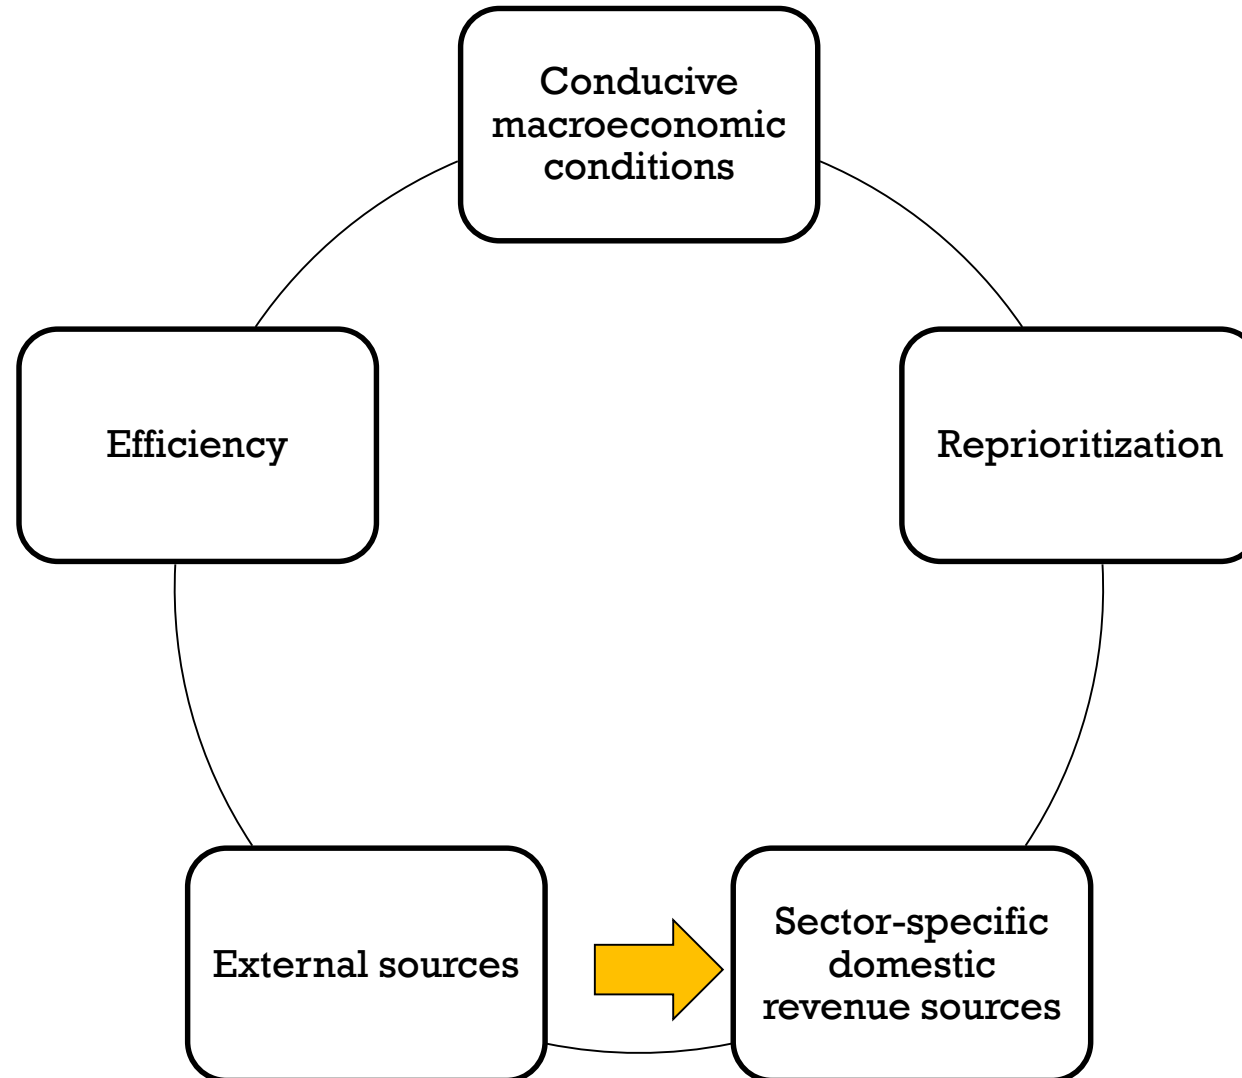 Conducive
macroeconomic
conditions
Efficiency
Reprioritization
External sources
Sector-specific
domestic
revenue sources